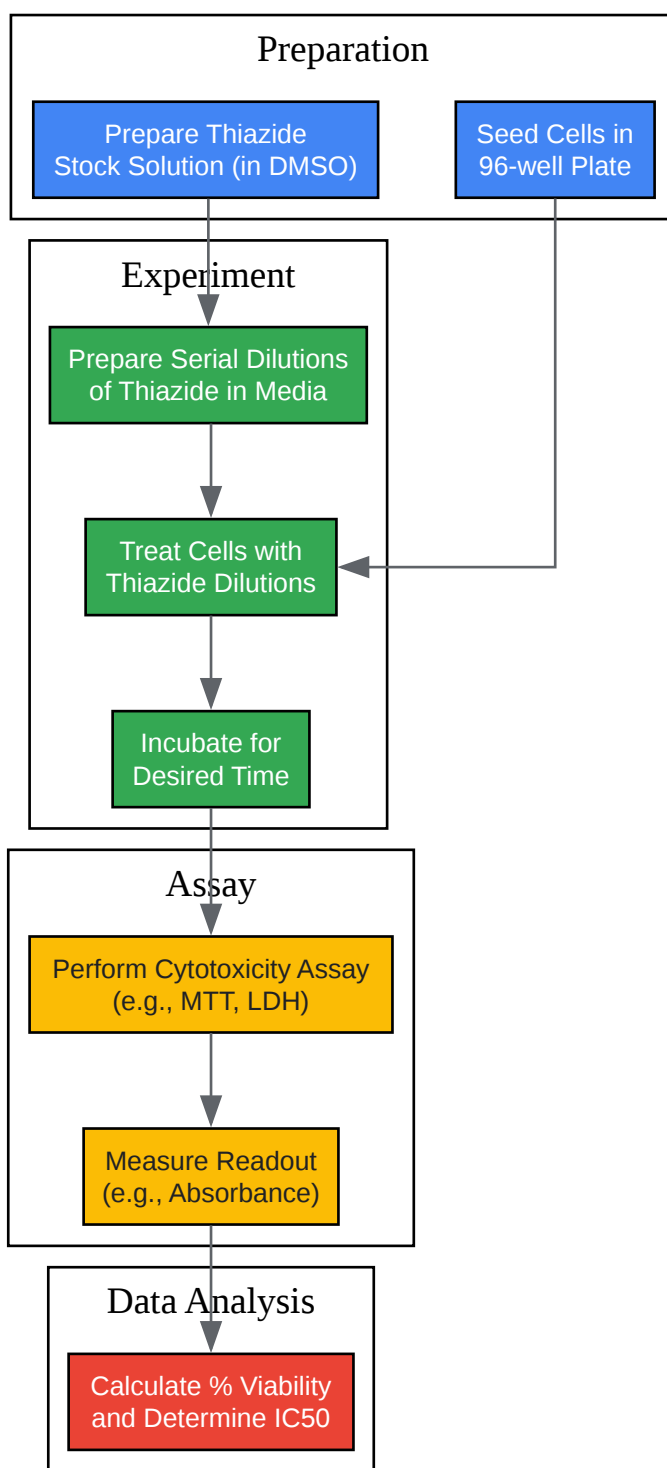 Preparation
Prepare Thiazide
Stock Solution (in DMSO)
Seed Cells in
96-well Plate
Experiment
Prepare Serial Dilutions
of Thiazide in Media
Treat Cells with
Thiazide Dilutions
Incubate for
Desired Time
Assay
Perform Cytotoxicity Assay
(e.g., MTT, LDH)
Measure Readout
(e.g., Absorbance)
Data Analysis
Calculate % Viability
and Determine IC50